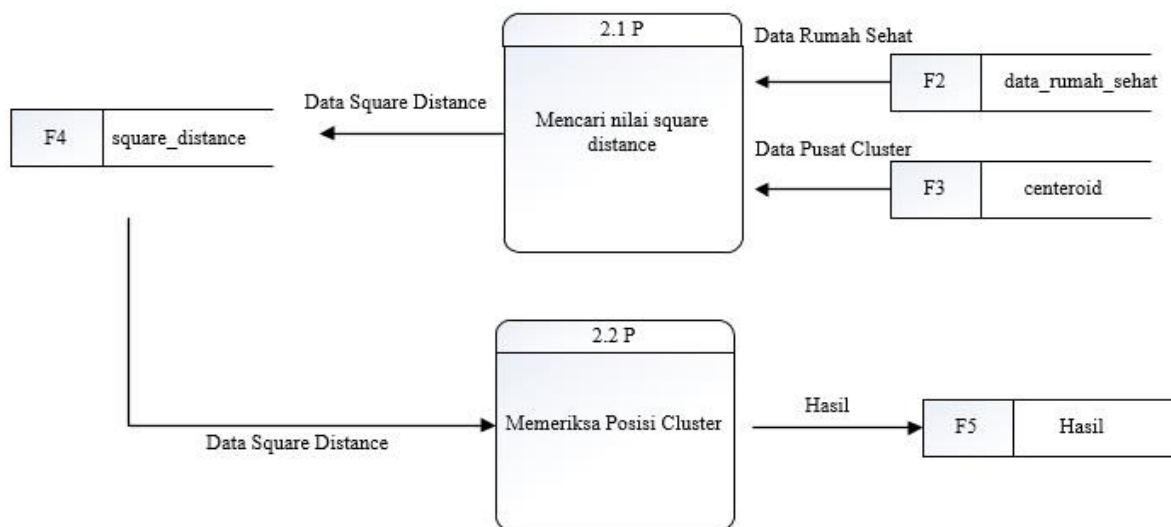 2.1 P
Data Rumah Sehat
F2
data_rumah_sehat
Data Square Distance
Mencari nilai square
distance
F4
square_distance
Data Pusat Cluster
F3
centeroid
2.2 P
Memeriksa Posisi Cluster
Hasil
F5
Hasil
Data Square Distance